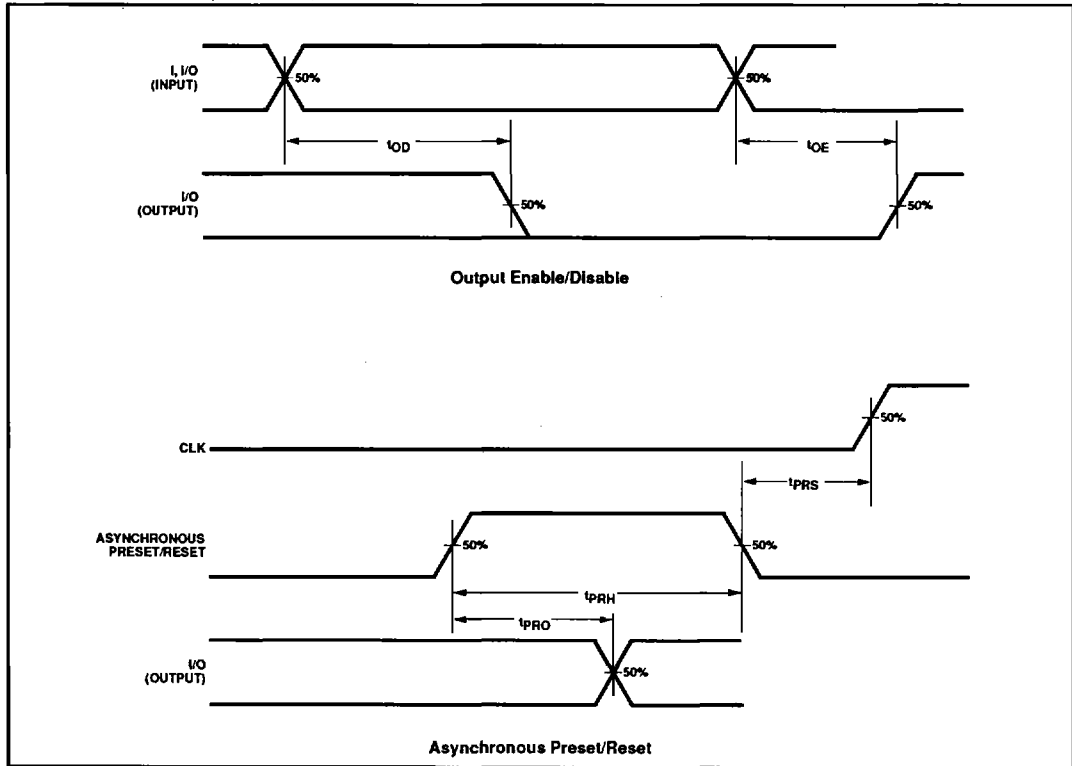 I, I/O
(INPUT)
50%
50%
tOD
tOE
I/O
(OUTPUT)
50%
50%
Output Enable/Disable
CLK
50%
tPRS
ASYNCHRONOUS
PRESET/RESET
50%
50%
tPRH
tPRO
I/O
(OUTPUT)
50%
Asynchronous Preset/Reset